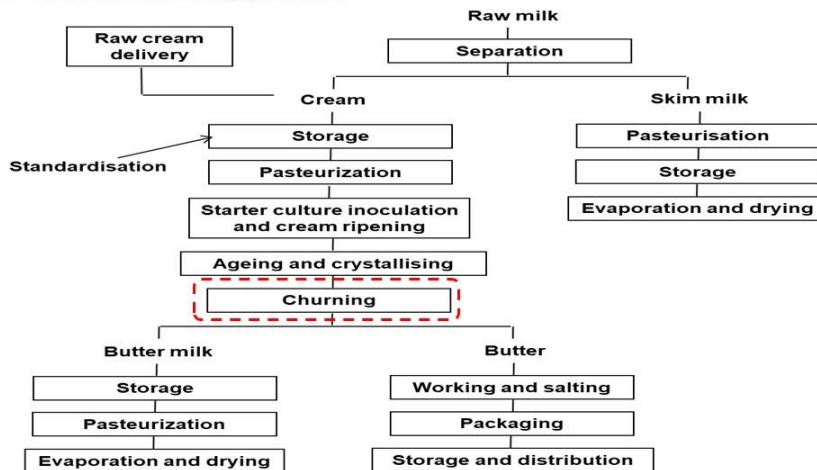 Raw milk
Raw cream
delivery
Separation
Cream
Skim milk
Storage
Pasteurisation
Standardisation
Pasteurization
Storage
Starter culture inoculation
and cream ripening
Evaporation and drying
Ageing and crystallising
Churning
Butter milk
Butter
Storage
Working and salting
Pasteurization
Packaging
Evaporation and drying
Storage and distribution